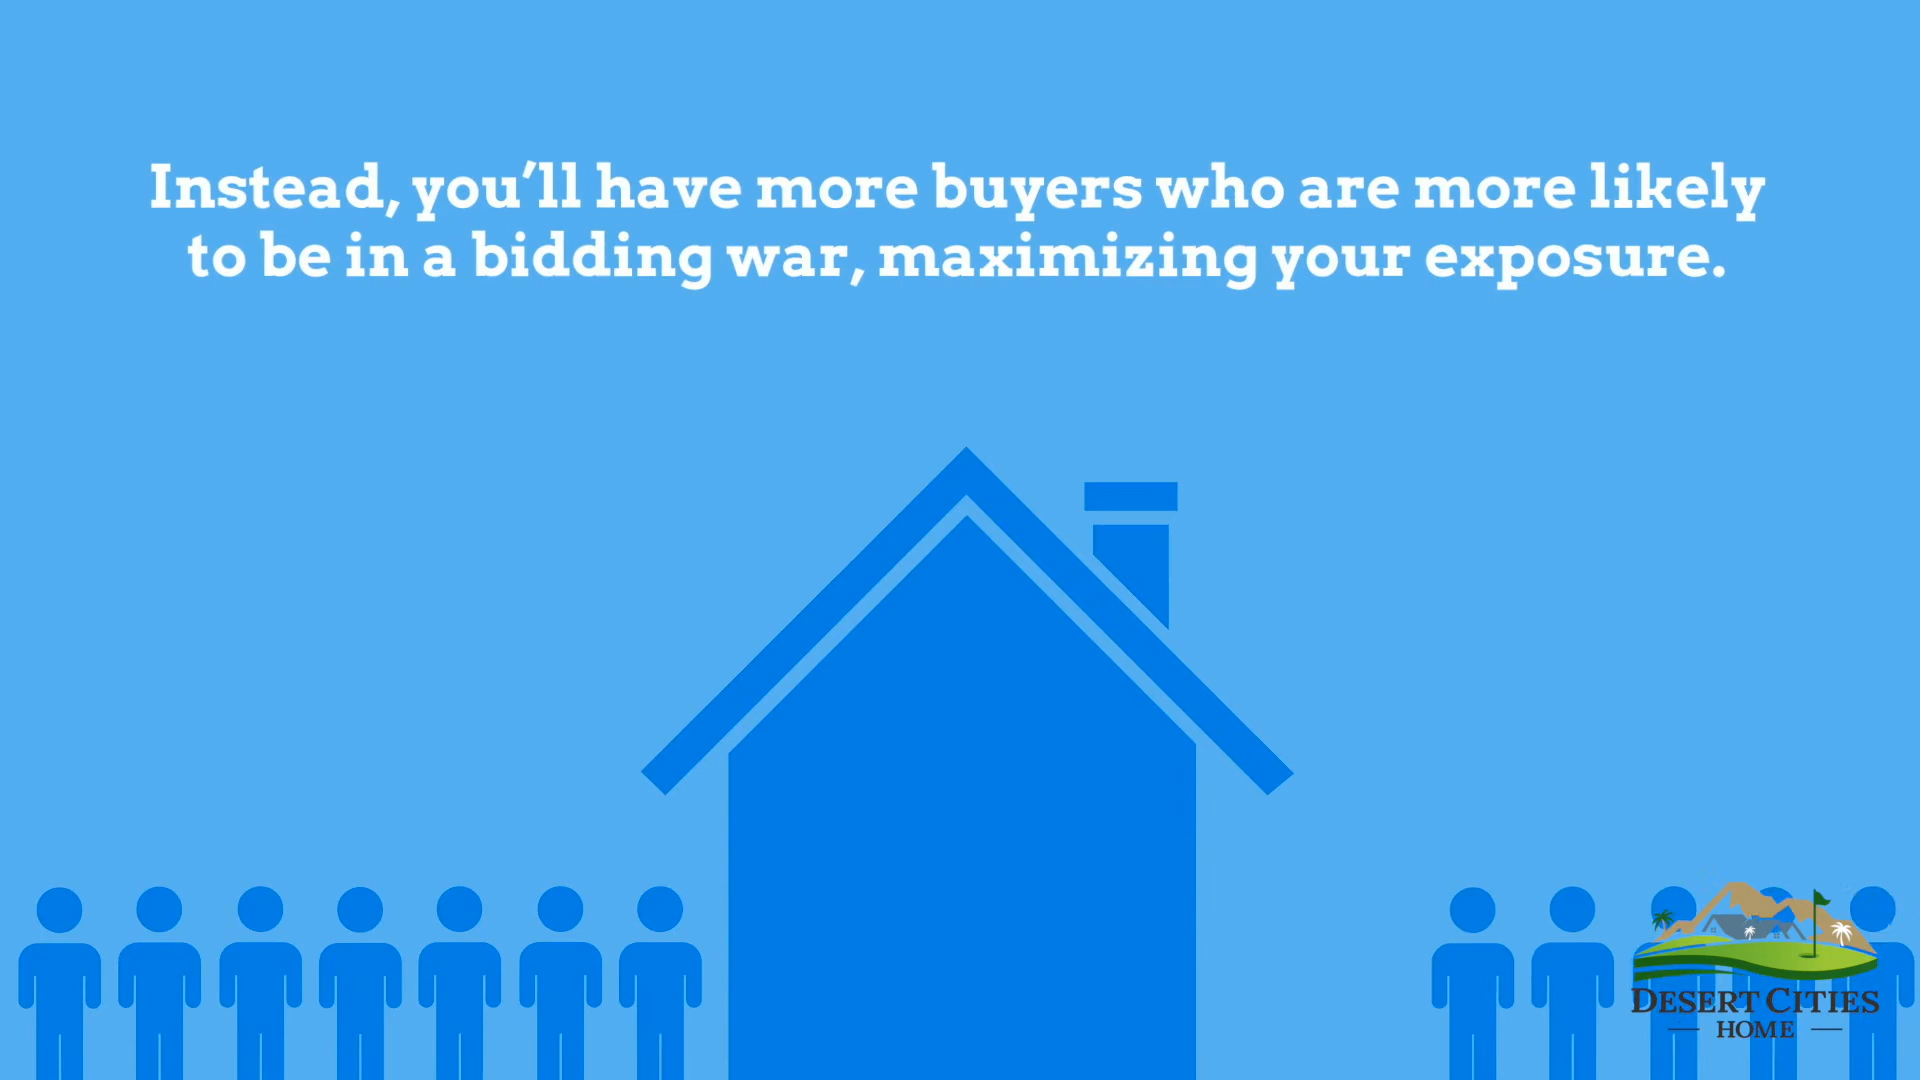 Instead, you’ll have more buyers who are more likely
to be in a bidding war, maximizing your exposure.
DESERT CITIES
HOME